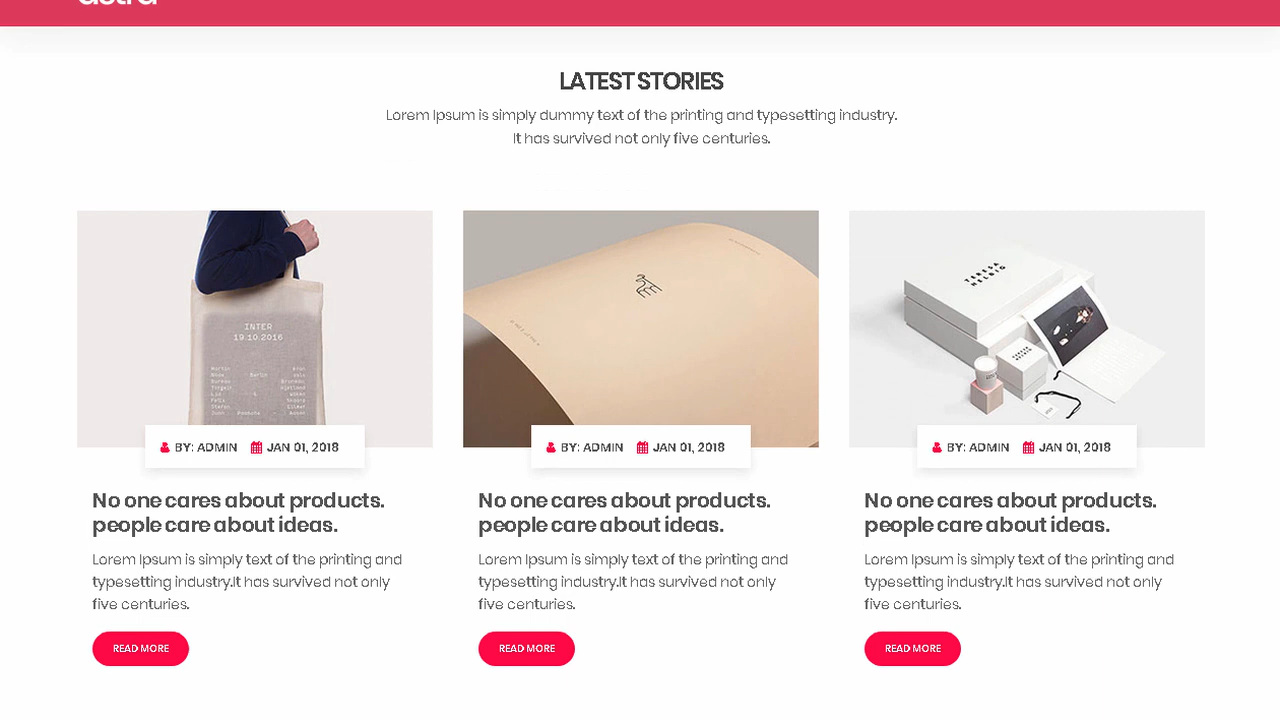 LATEST STORIES
Lorem Ipsum is simply dummy text of the printing and typesetting industry.
It has survived not only five centuries.
INTER
19.10.2016
TERESA
HELBIG
BY: ADMIN JAN 01, 2018
BY: ADMIN JAN 01, 2018
BY: ADMIN JAN 01, 2018
No one cares about products.
people care about ideas.
Lorem Ipsum is simply text of the printing and
typesetting industry.It has survived not only
five centuries.
READ MORE
No one cares about products.
people care about ideas.
Lorem Ipsum is simply text of the printing and
typesetting industry.It has survived not only
five centuries.
READ MORE
No one cares about products.
people care about ideas.
Lorem Ipsum is simply text of the printing and
typesetting industry.It has survived not only
five centuries.
READ MORE